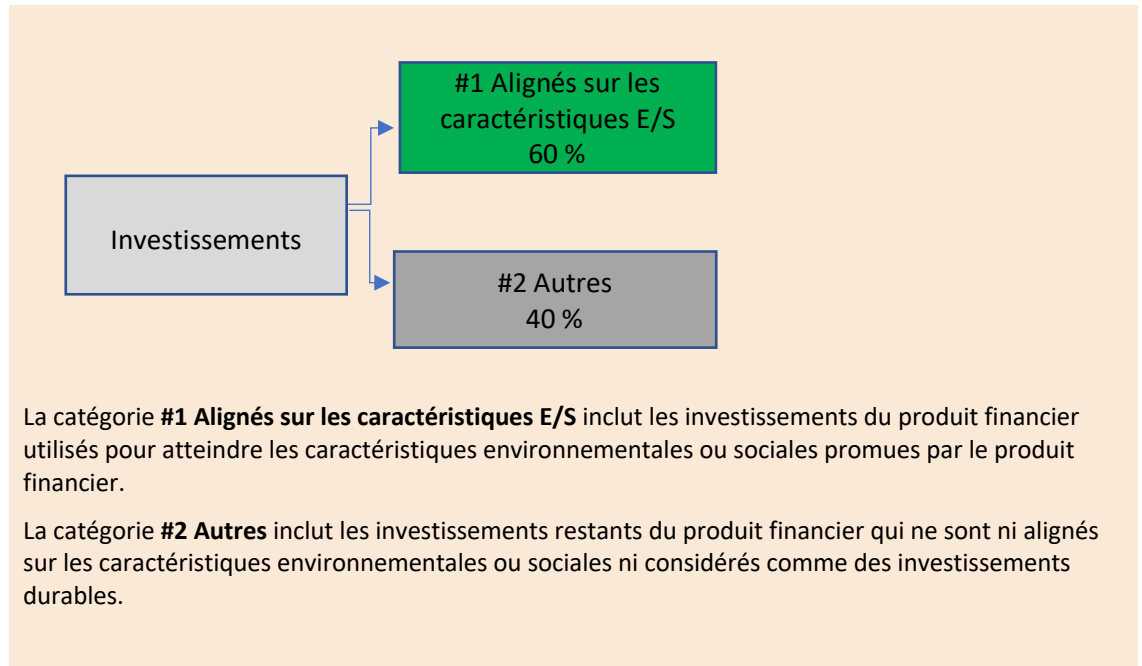 #1 Alignés sur les
caractéristiques E/S
60 %
Investissements
#2 Autres
40 %
La catégorie #1 Alignés sur les caractéristiques E/S inclut les investissements du produit financier
utilisés pour atteindre les caractéristiques environnementales ou sociales promues par le produit
financier.
La catégorie #2 Autres inclut les investissements restants du produit financier qui ne sont ni alignés
sur les caractéristiques environnementales ou sociales ni considérés comme des investissements
durables.